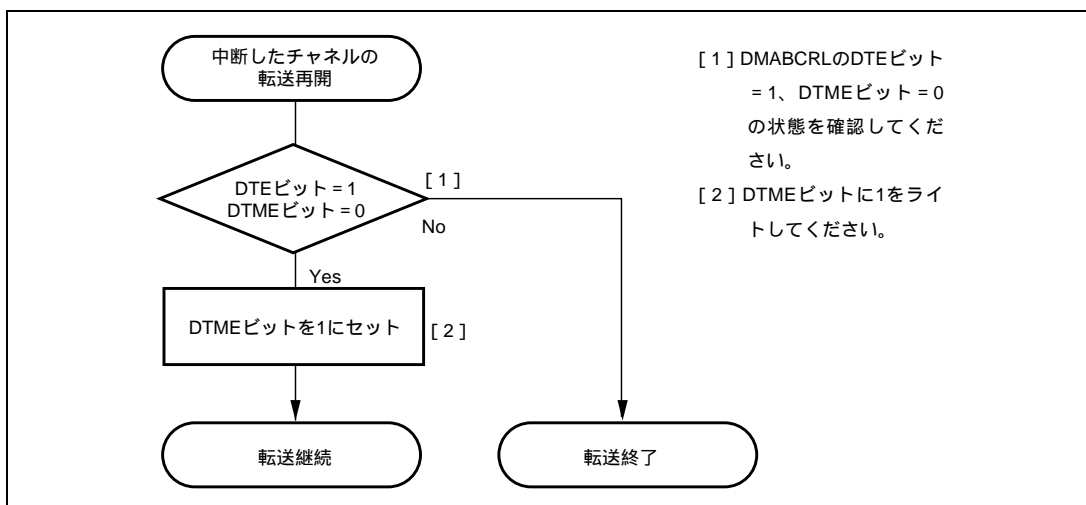 中断したチャネルの
転送再開
DTEビット = 1
DTMEビット = 0
[ 1 ]
No
Yes
DTMEビットを1にセット
[ 2 ]
転送継続
転送終了
[ 1 ] DMABCRLのDTEビット
= 1、DTMEビット = 0
の状態を確認してくだ
さい。
[ 2 ] DTMEビットに1をライ
トしてください。